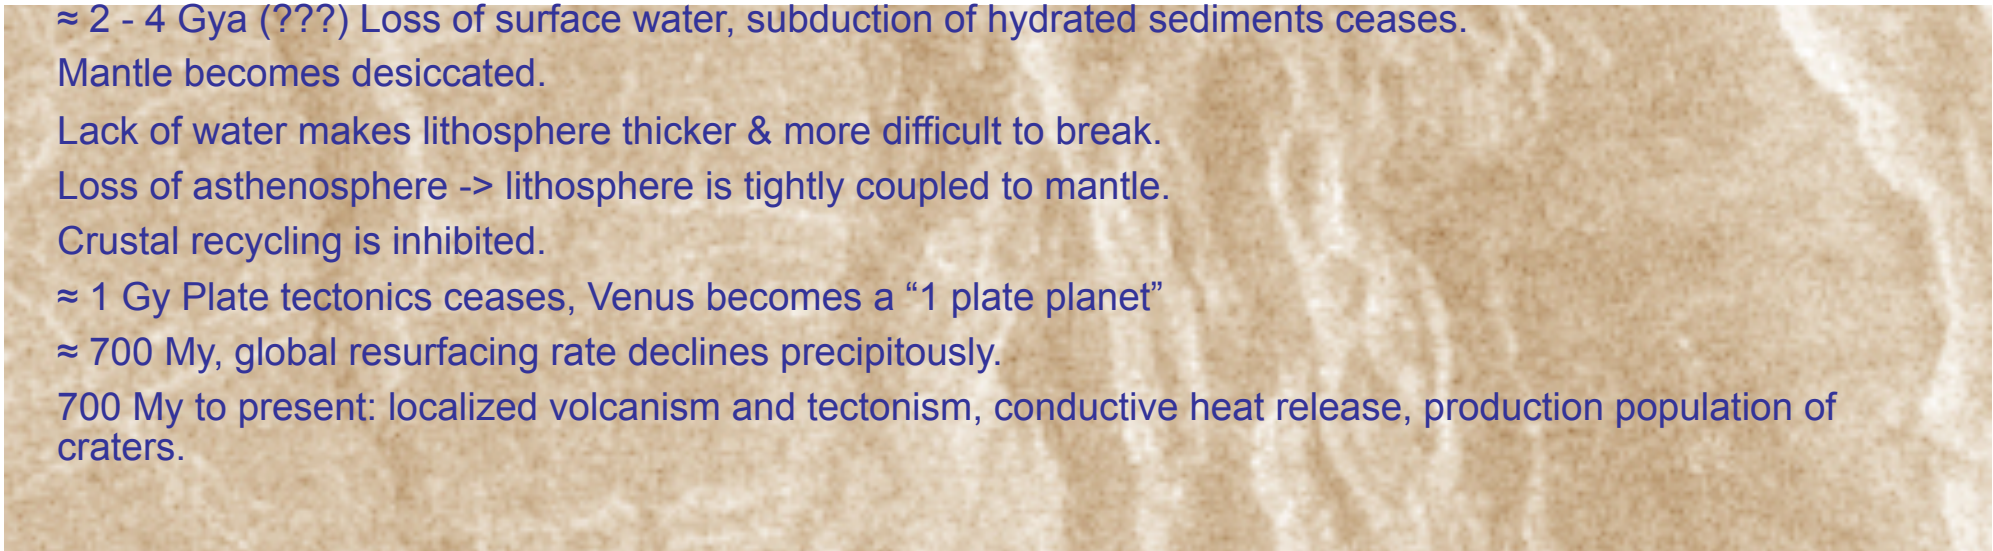 ≈ 2 - 4 Gya (???) Loss of surface water, subduction of hydrated sediments ceases.
Mantle becomes desiccated.
Lack of water makes lithosphere thicker & more difficult to break.
Loss of asthenosphere -> lithosphere is tightly coupled to mantle.
Crustal recycling is inhibited.
≈ 1 Gy Plate tectonics ceases, Venus becomes a “1 plate planet”
≈ 700 My, global resurfacing rate declines precipitously.
700 My to present: localized volcanism and tectonism, conductive heat release, production population of
craters.